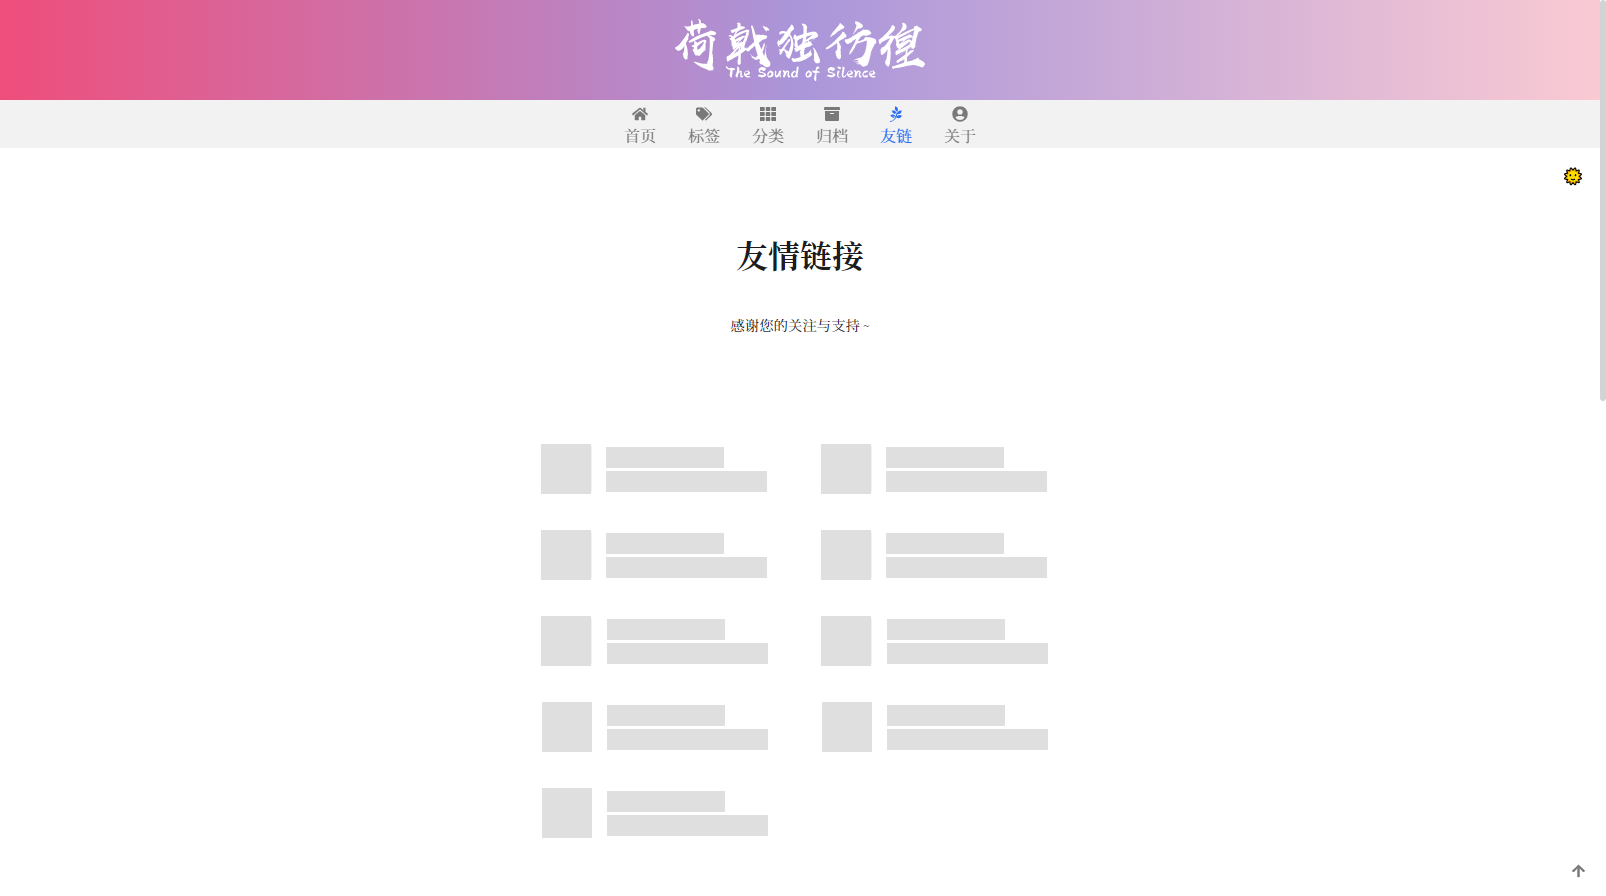 荷戟独彷徨
The Sound of Silence
首页 标签 分类 归档 友链 关于
友情链接
感谢您的关注与支持 ~